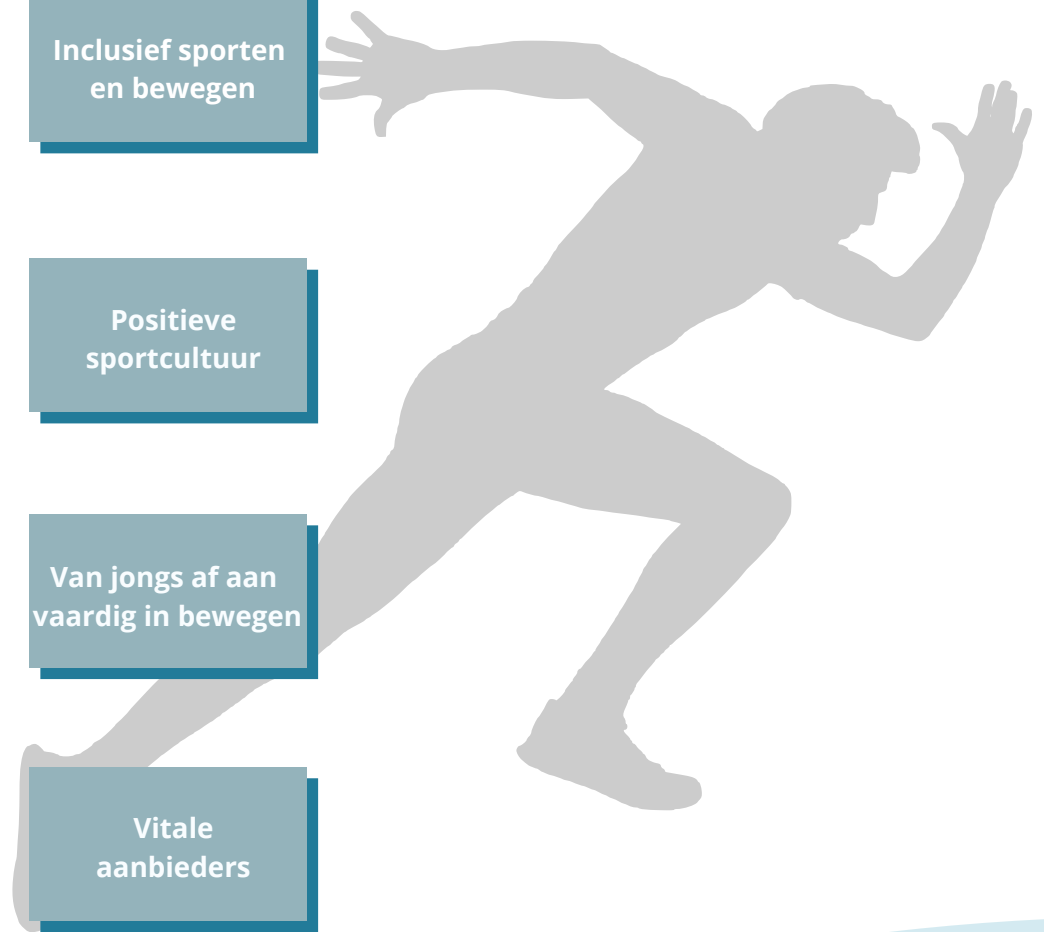 Inclusief sporten
en bewegen
Positieve
sportcultuur
Van jongs af aan
vaardig in bewegen
Vitale
aanbieders